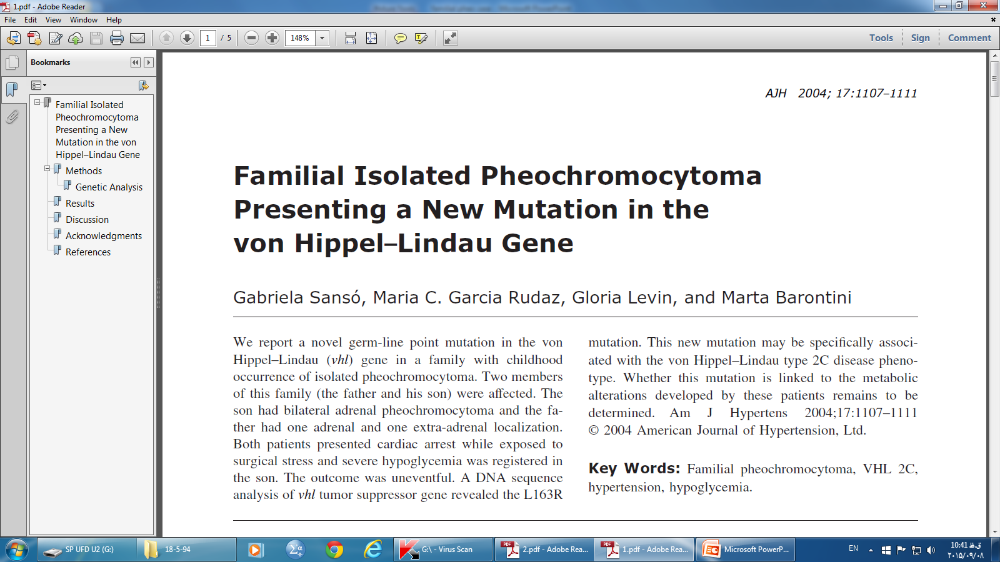 1.pdf - Adobe Reader
File Edit View Window Help
1 / 5 148% Tools Sign Comment
Bookmarks
Familial Isolated
Pheochromocytoma
Presenting a New
Mutation in the von
Hippel–Lindau Gene
Methods
Genetic Analysis
Results
Discussion
Acknowledgments
References
AJH 2004; 17:1107–1111
Familial Isolated Pheochromocytoma
Presenting a New Mutation in the
von Hippel–Lindau Gene
Gabriela Sansó, Maria C. Garcia Rudaz, Gloria Levin, and Marta Barontini
We report a novel germ-line point mutation in the von
Hippel–Lindau (vhl) gene in a family with childhood
occurrence of isolated pheochromocytoma. Two members
of this family (the father and his son) were affected. The
son had bilateral adrenal pheochromocytoma and the fa-
ther had one adrenal and one extra-adrenal localization.
Both patients presented cardiac arrest while exposed to
surgical stress and severe hypoglycemia was registered in
the son. The outcome was uneventful. A DNA sequence
analysis of vhl tumor suppressor gene revealed the L163R
mutation. This new mutation may be specifically associ-
ated with the von Hippel–Lindau type 2C disease pheno-
type. Whether this mutation is linked to the metabolic
alterations developed by these patients remains to be
determined. Am J Hypertens 2004;17:1107–1111
© 2004 American Journal of Hypertension, Ltd.
Key Words: Familial pheochromocytoma, VHL 2C,
hypertension, hypoglycemia.
SP UFD U2 (G:) 18-5-94 G:\ - Virus Scan 2.pdf - Adobe Rea... 1.pdf - Adobe Rea... Microsoft PowerP... EN 10:41 ق.ظ
٢٠١٥/٠٩/٠٨